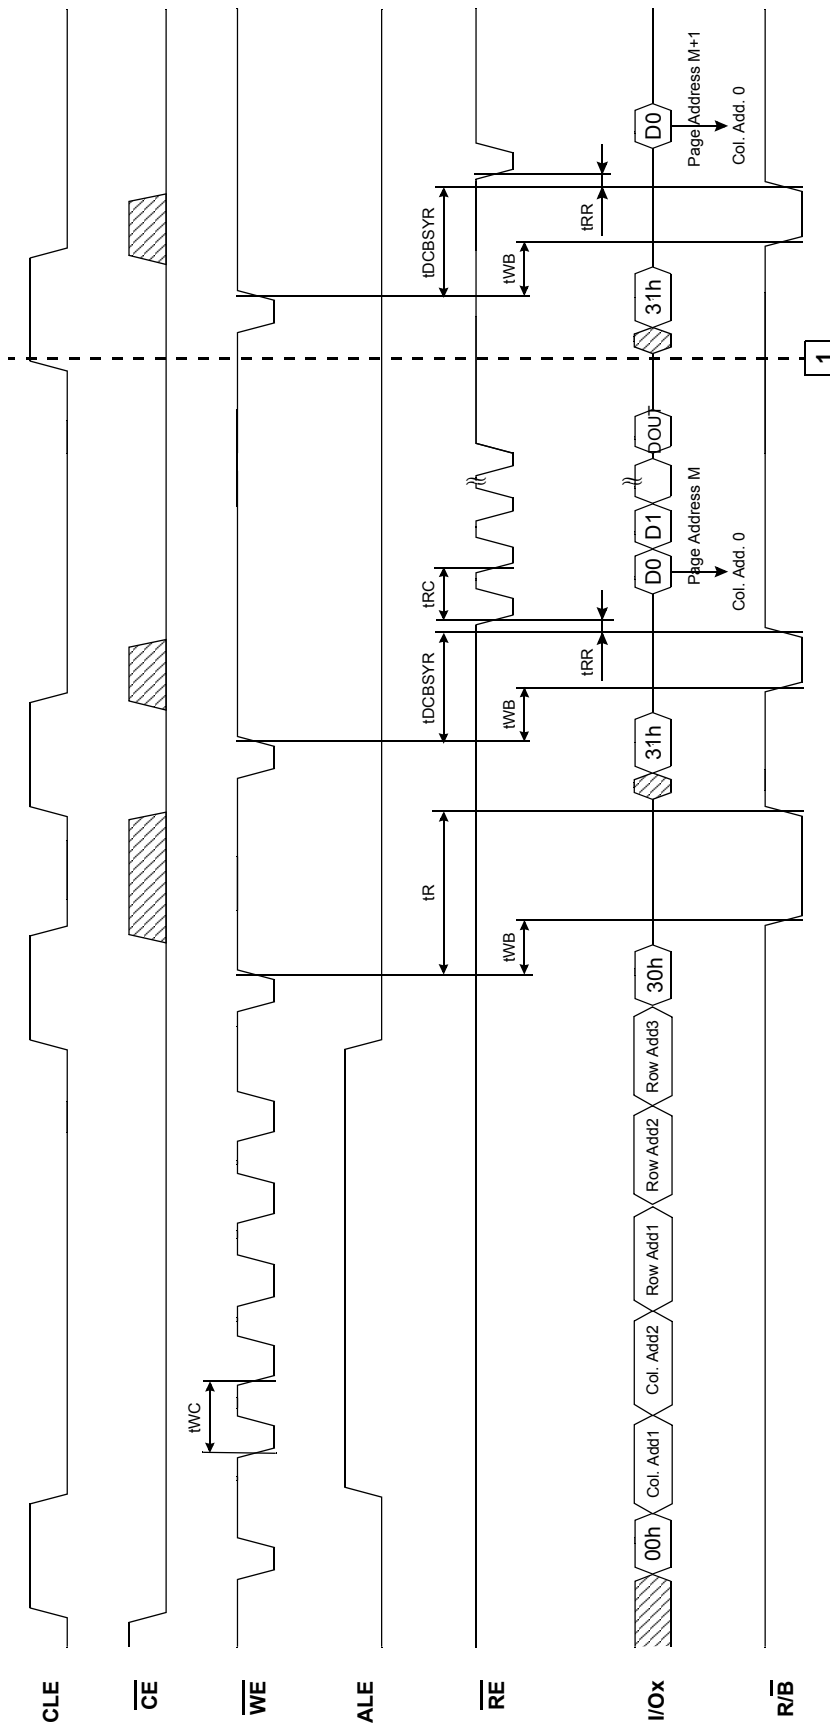 CLE
CE
tWC
WE
ALE
tR tDCBSYR tRC tDCBSYR
RE
tWB tWB tWB
tRR tRR
I/Ox 00h Col. Add1 Col. Add2 Row Add1 Row Add2 Row Add3 30h 31h D0 D1 DOUT 31h D0
Page Address M Page Address M+1
Col. Add. 0 Col. Add. 0
R/B
1